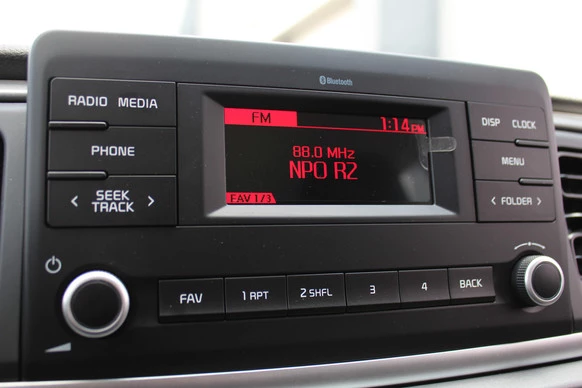 Bluetooth
RADIO MEDIA
PHONE
SEEK
TRACK
FM 1:14 PM
88.0 MHz
NPO R2
FAV 1/3
DISP CLOCK
MENU
FOLDER
FAV 1 RPT 2 SHFL 3 4 BACK